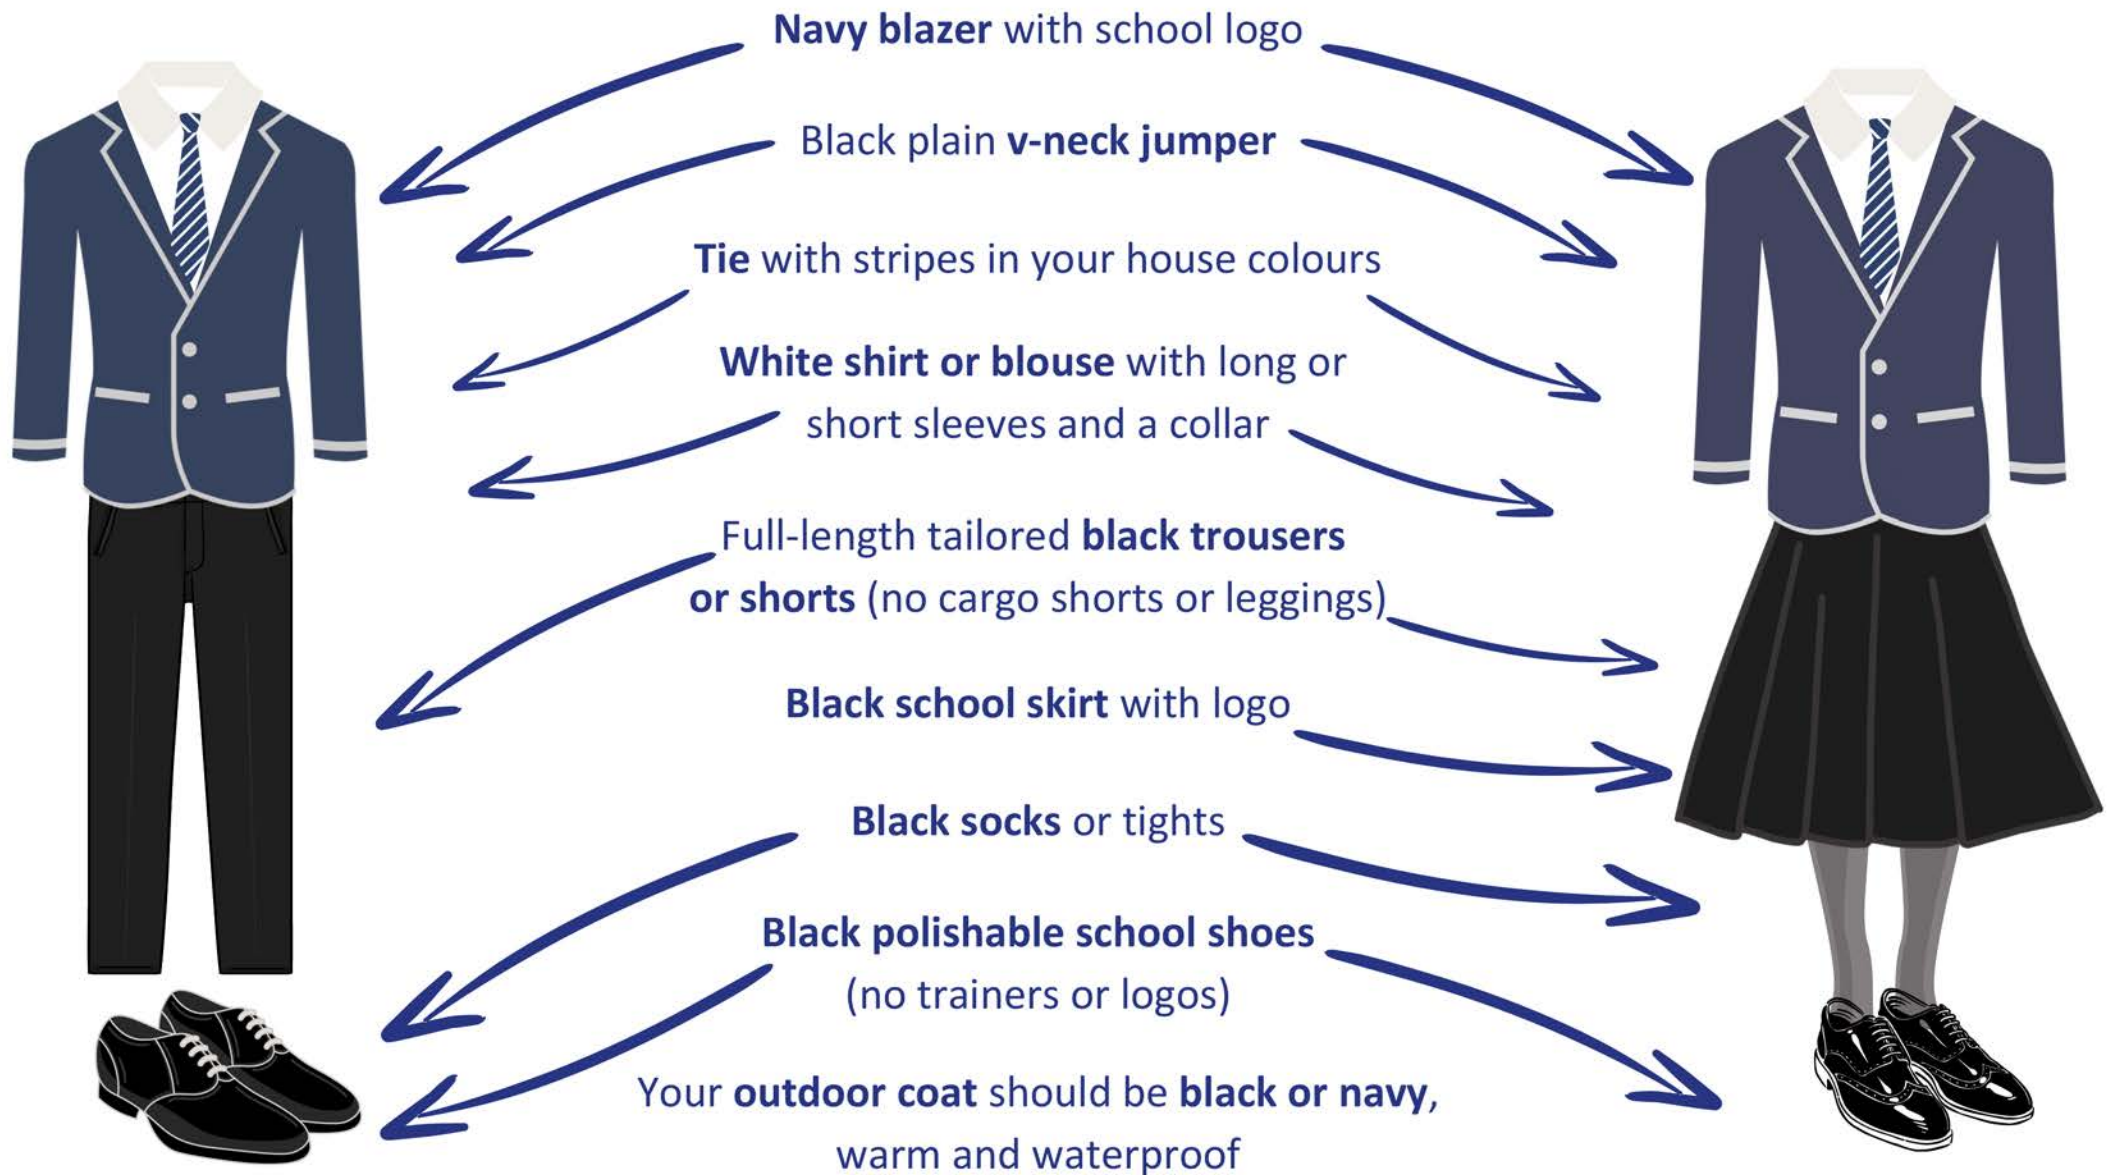 Navy blazer with school logo
Black plain v-neck jumper
Tie with stripes in your house colours
White shirt or blouse with long or
short sleeves and a collar
Full-length tailored black trousers
or shorts (no cargo shorts or leggings)
Black school skirt with logo
Black socks or tights
Black polishable school shoes
(no trainers or logos)
Your outdoor coat should be black or navy,
warm and waterproof